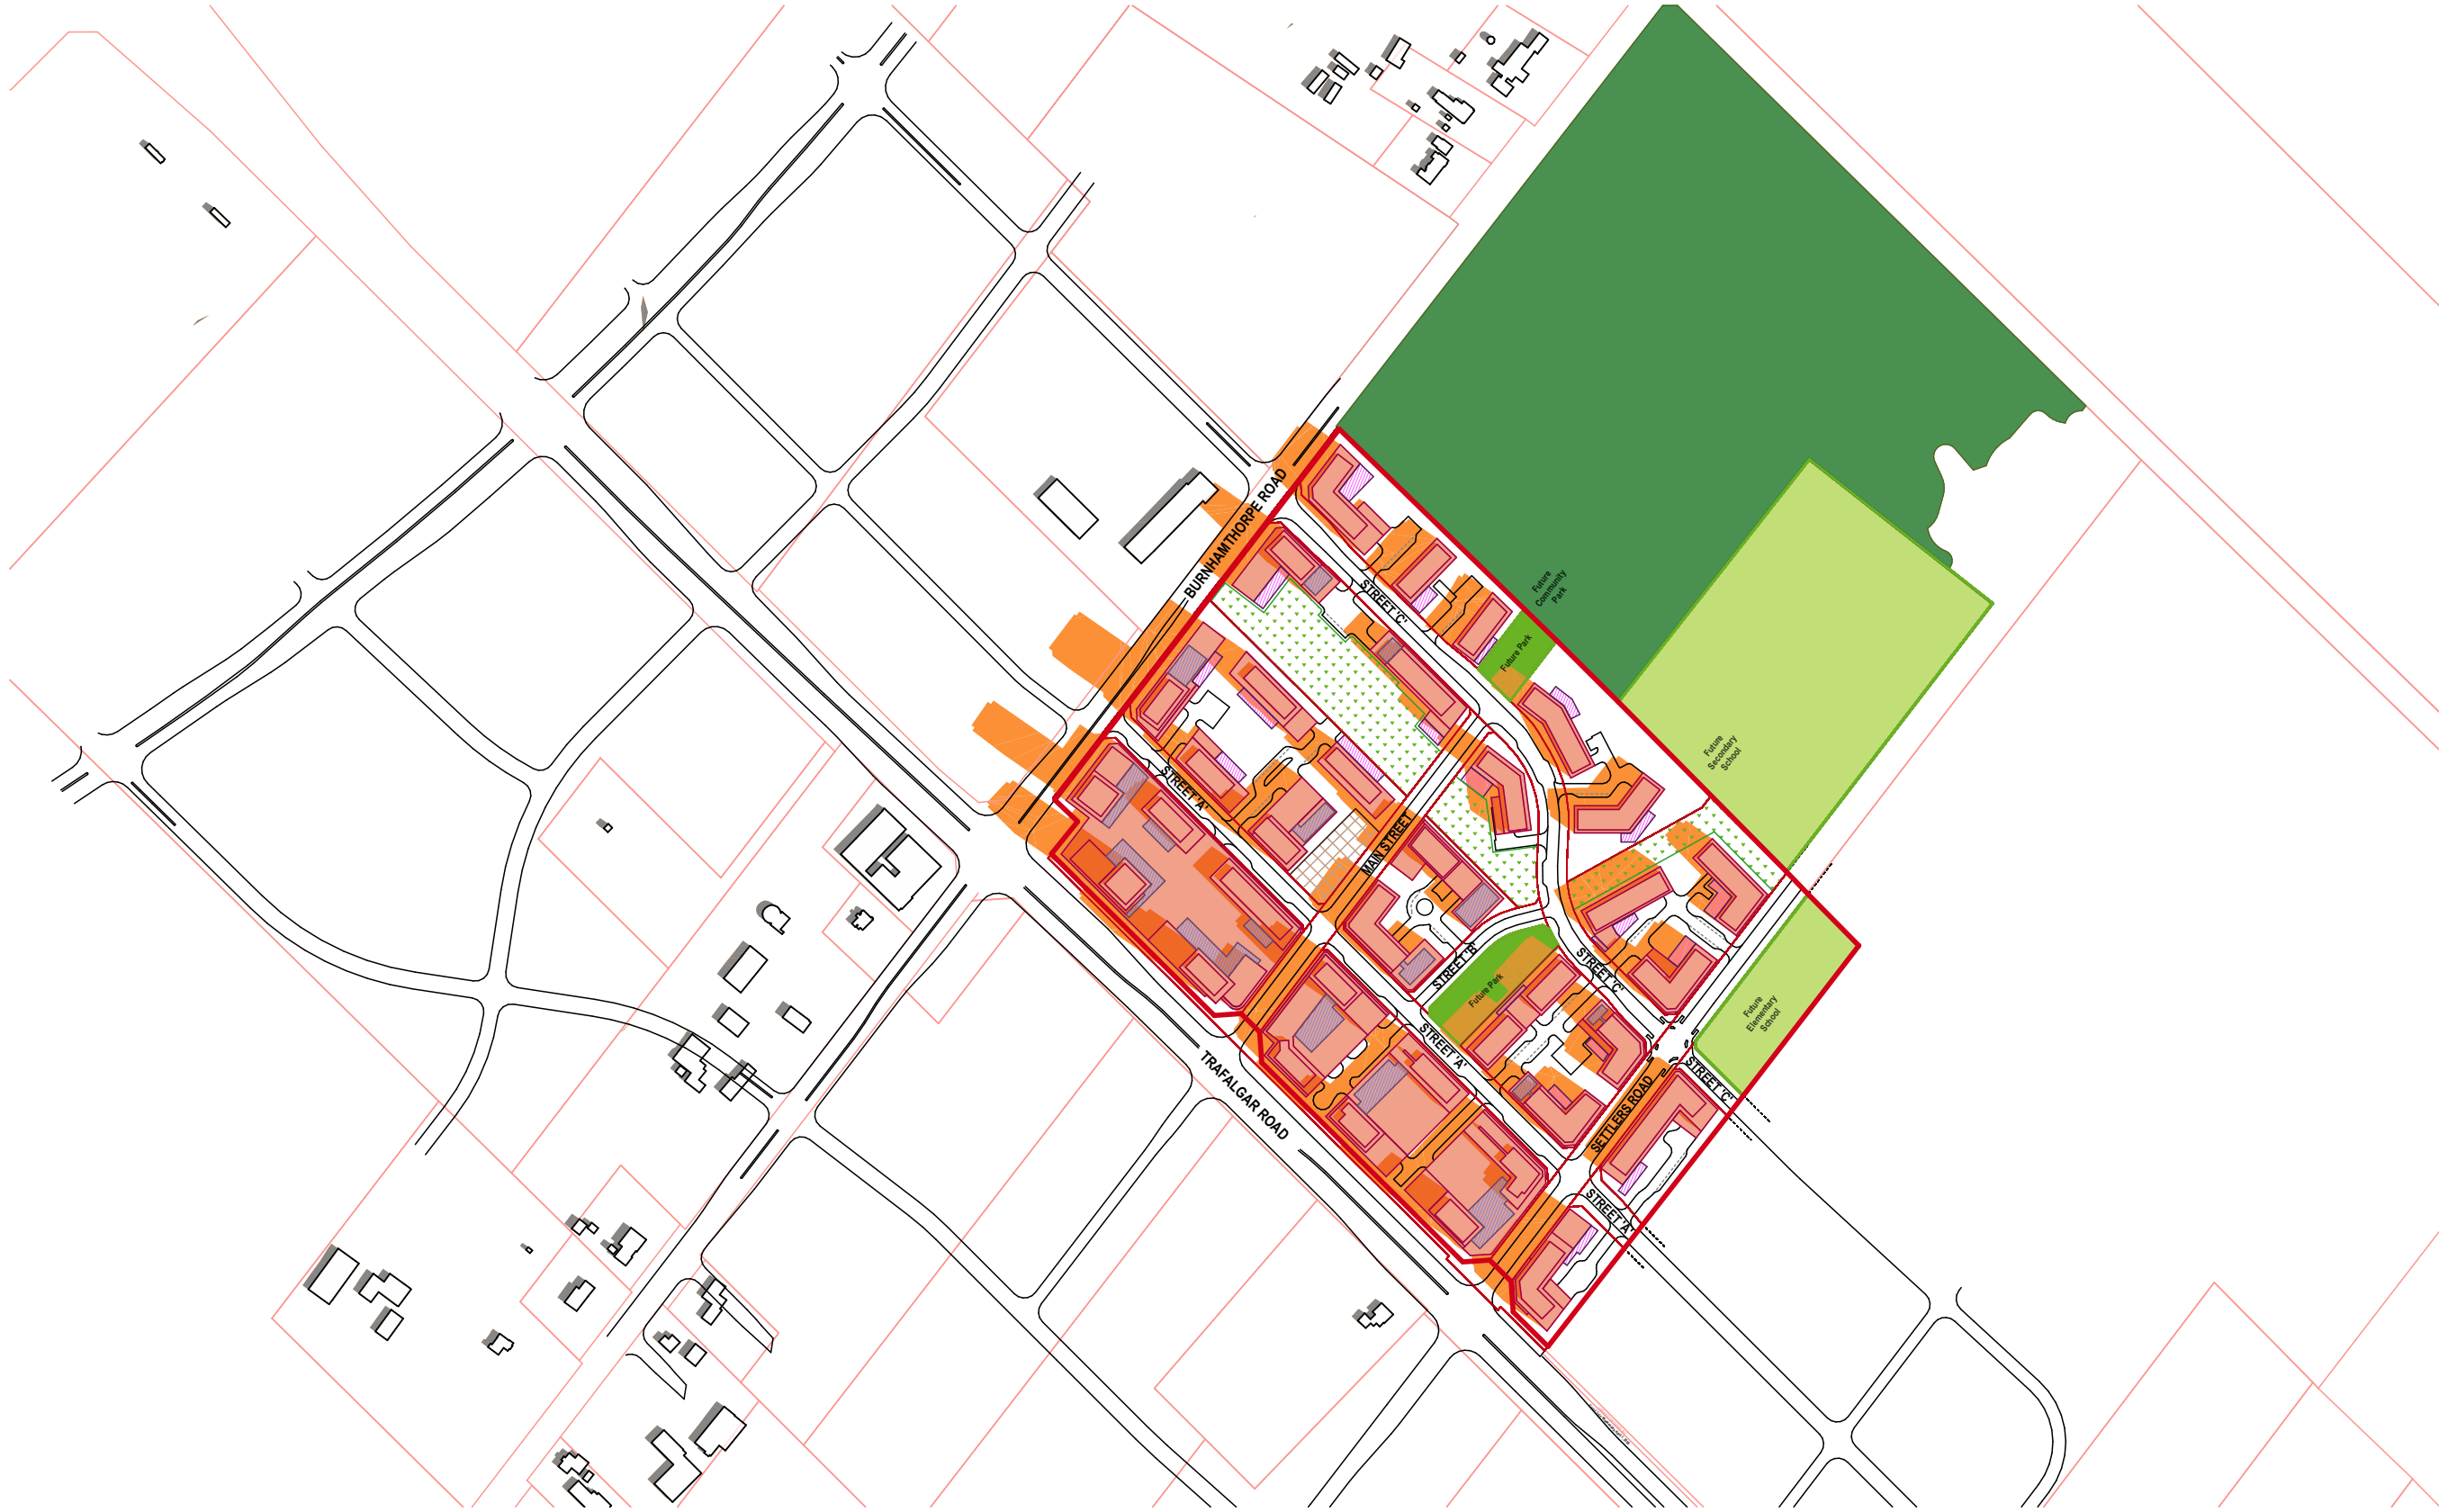 BURNHAMTHORPE ROAD
STREET 'C'
Future
Community
Park
Future Park
Future
Secondary
School
STREET 'A'
MAIN STREET
STREET 'B'
Future Park
STREET 'C'
Future
Elementary
School
STREET 'A'
TRAFALGAR ROAD
SETTLERS ROAD
STREET 'C'
STREET 'A'